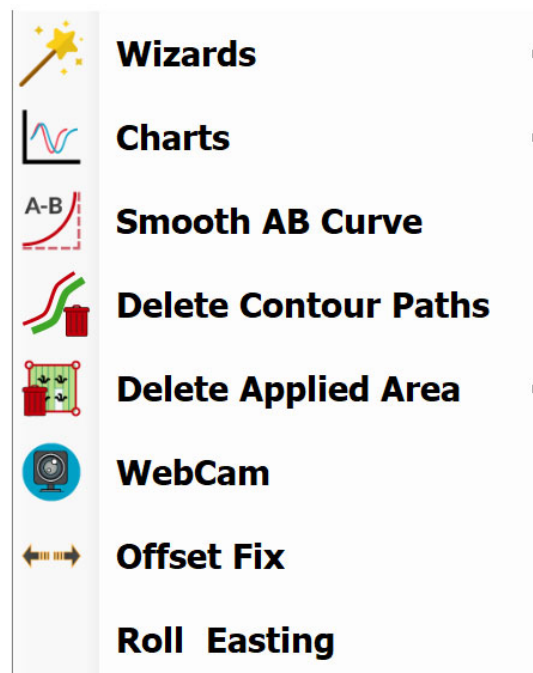 Wizards
Charts
A-B
Smooth AB Curve
Delete Contour Paths
Delete Applied Area
WebCam
Offset Fix
Roll  Easting